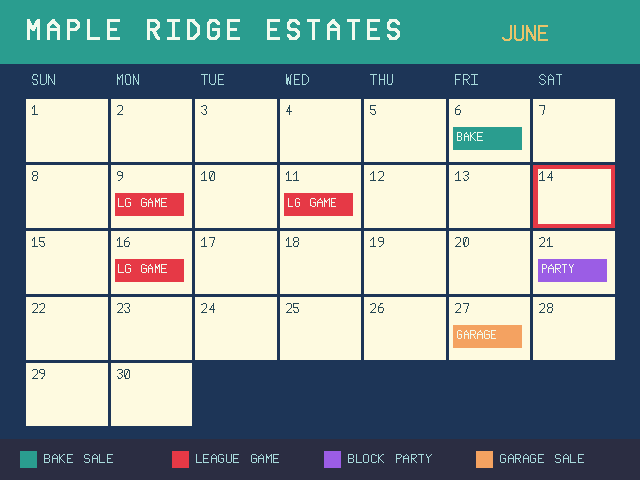 MAPLE RIDGE ESTATES JUNE
SUN MON TUE WED THU FRI SAT
1 2 3 4 5 6 7
BAKE
8 9 10 11 12 13 14
LG GAME LG GAME
15 16 17 18 19 20 21
LG GAME PARTY
22 23 24 25 26 27 28
GARAGE
29 30
BAKE SALE LEAGUE GAME BLOCK PARTY GARAGE SALE